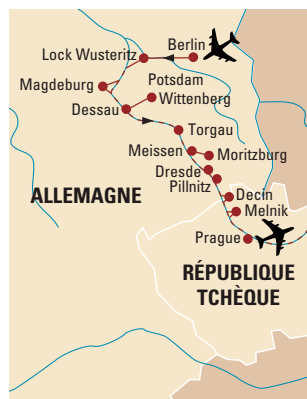 Berlin
Lock Wusteritz
Potsdam
Magdeburg
Wittenberg
Dessau
Torgau
Meissen
Moritzburg
Dresde
Pillnitz
ALLEMAGNE
Decin
Melnik
Prague
RÉPUBLIQUE
TCHÈQUE